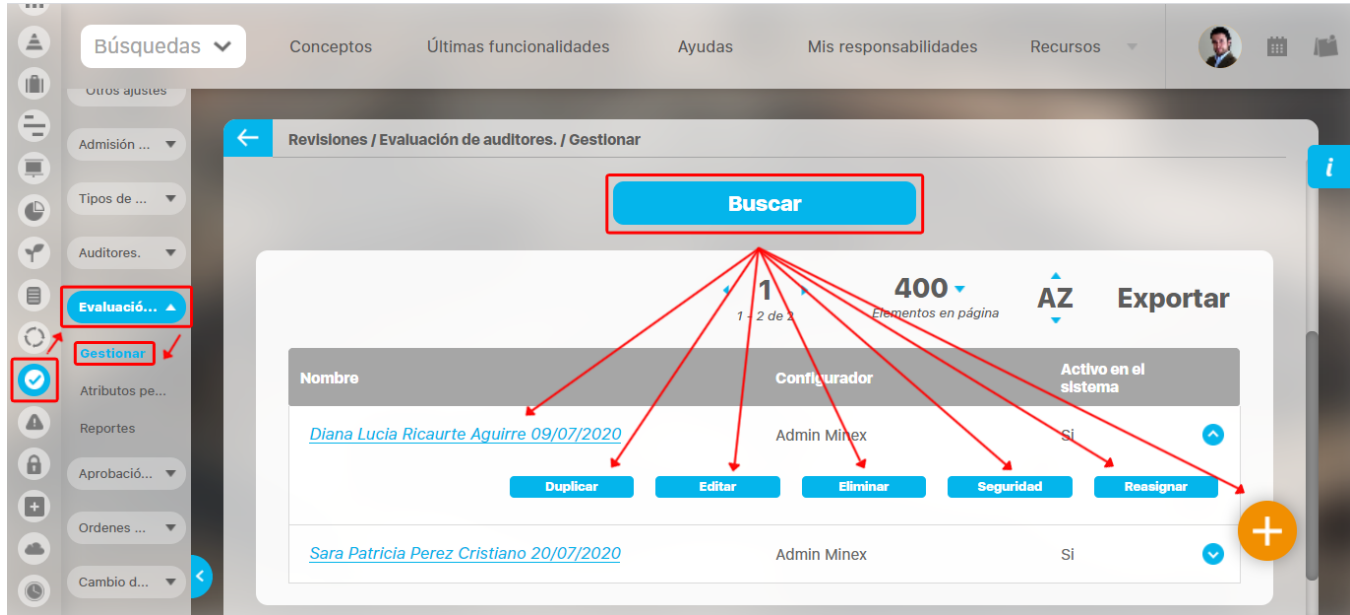 Búsquedas
Conceptos
Últimas funcionalidades
Ayudas
Mis responsabilidades
Recursos
Otros ajustes
Admisión ...
Tipos de ...
Auditores.
Evaluació...
Gestionar
Atributos pe...
Reportes
Aprobació...
Ordenes ...
Cambio d...
Revisiones / Evaluación de auditores. / Gestionar
i
Buscar
1
1 - 2 de 2
400
Elementos en página
AZ
Exportar
Nombre
Configurador
Activo en el
sistema
Diana Lucia Ricaurte Aguirre 09/07/2020
Admin Minex
Si
Duplicar
Editar
Eliminar
Seguridad
Reasignar
Sara Patricia Perez Cristiano 20/07/2020
Admin Minex
Si